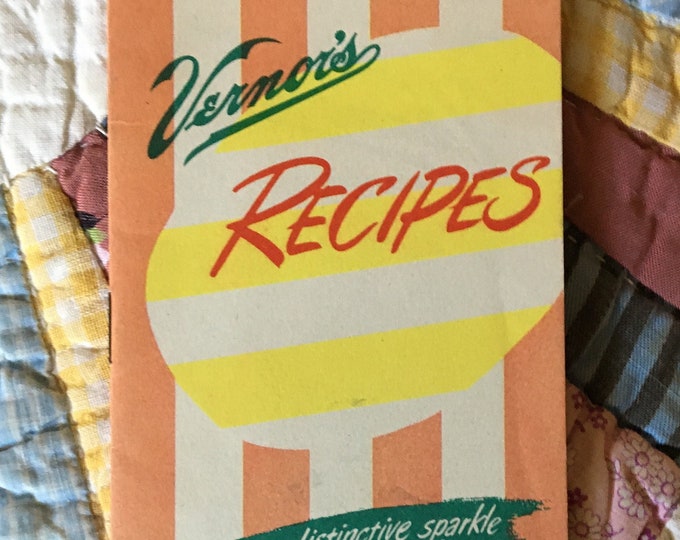 Vernor's
RECIPES
distinctive sparkle